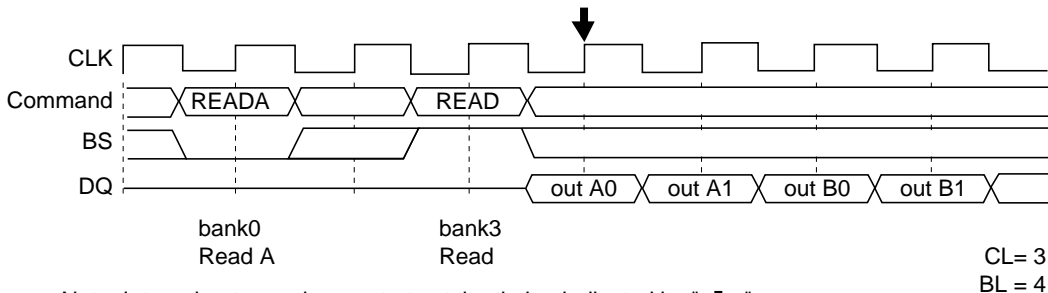 CLK
Command READA READ
BS
DQ out A0 out A1 out B0 out B1
bank0 bank3
Read A Read
CL= 3
BL = 4